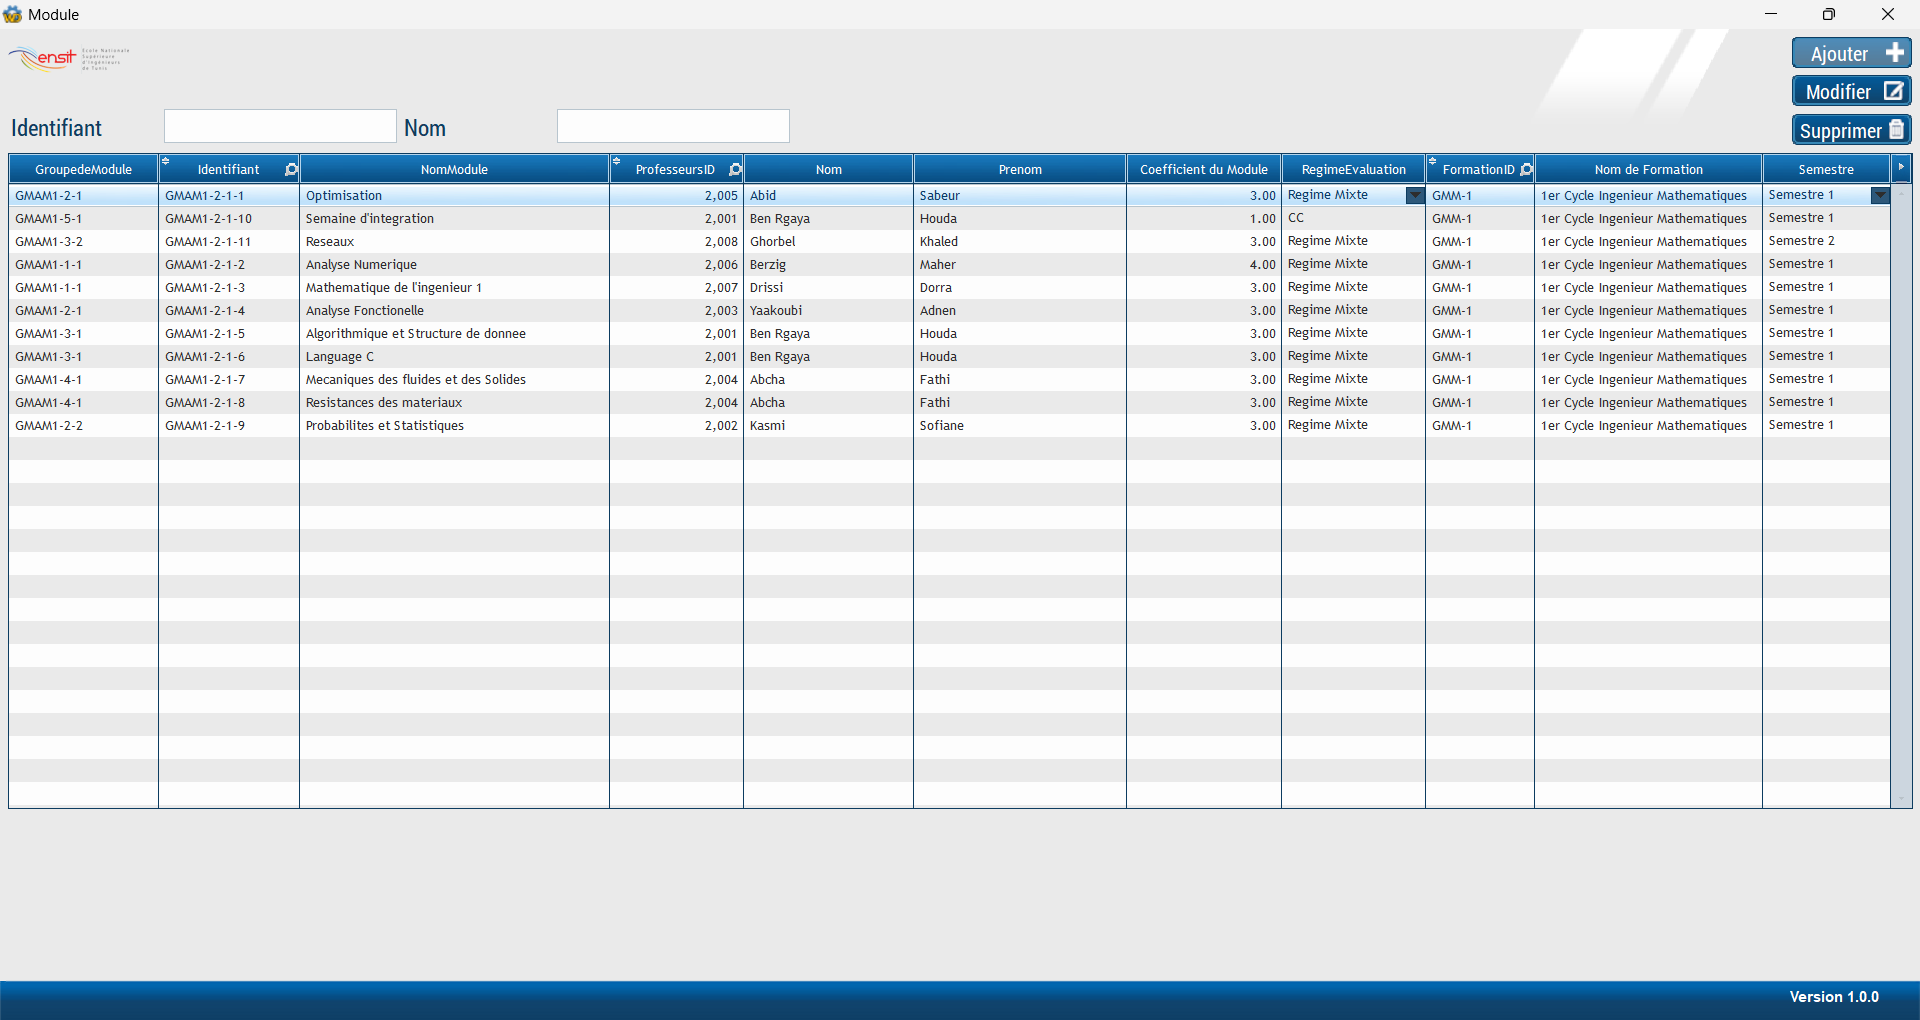 Module
ensit
Ecole Nationale
Supérieure
d'Ingénieurs
de Tunis
Ajouter
Modifier
Supprimer
Identifiant Nom
GroupedeModule Identifiant NomModule ProfesseursID Nom Prenom Coefficient du Module RegimeEvaluation FormationID Nom de Formation Semestre
GMAM1-2-1 GMAM1-2-1-1 Optimisation 2,005 Abid Sabeur 3.00 Regime Mixte GMM-1 1er Cycle Ingenieur Mathematiques Semestre 1
GMAM1-5-1 GMAM1-2-1-10 Semaine d'integration 2,001 Ben Rgaya Houda 1.00 CC GMM-1 1er Cycle Ingenieur Mathematiques Semestre 1
GMAM1-3-2 GMAM1-2-1-11 Reseaux 2,008 Ghorbel Khaled 3.00 Regime Mixte GMM-1 1er Cycle Ingenieur Mathematiques Semestre 2
GMAM1-1-1 GMAM1-2-1-2 Analyse Numerique 2,006 Berzig Maher 4.00 Regime Mixte GMM-1 1er Cycle Ingenieur Mathematiques Semestre 1
GMAM1-1-1 GMAM1-2-1-3 Mathematique de l'ingenieur 1 2,007 Drissi Dorra 3.00 Regime Mixte GMM-1 1er Cycle Ingenieur Mathematiques Semestre 1
GMAM1-2-1 GMAM1-2-1-4 Analyse Fonctionelle 2,003 Yaakoubi Adnen 3.00 Regime Mixte GMM-1 1er Cycle Ingenieur Mathematiques Semestre 1
GMAM1-3-1 GMAM1-2-1-5 Algorithmique et Structure de donnee 2,001 Ben Rgaya Houda 3.00 Regime Mixte GMM-1 1er Cycle Ingenieur Mathematiques Semestre 1
GMAM1-3-1 GMAM1-2-1-6 Language C 2,001 Ben Rgaya Houda 3.00 Regime Mixte GMM-1 1er Cycle Ingenieur Mathematiques Semestre 1
GMAM1-4-1 GMAM1-2-1-7 Mecaniques des fluides et des Solides 2,004 Abcha Fathi 3.00 Regime Mixte GMM-1 1er Cycle Ingenieur Mathematiques Semestre 1
GMAM1-4-1 GMAM1-2-1-8 Resistances des materiaux 2,004 Abcha Fathi 3.00 Regime Mixte GMM-1 1er Cycle Ingenieur Mathematiques Semestre 1
GMAM1-2-2 GMAM1-2-1-9 Probabilites et Statistiques 2,002 Kasmi Sofiane 3.00 Regime Mixte GMM-1 1er Cycle Ingenieur Mathematiques Semestre 1
Version 1.0.0